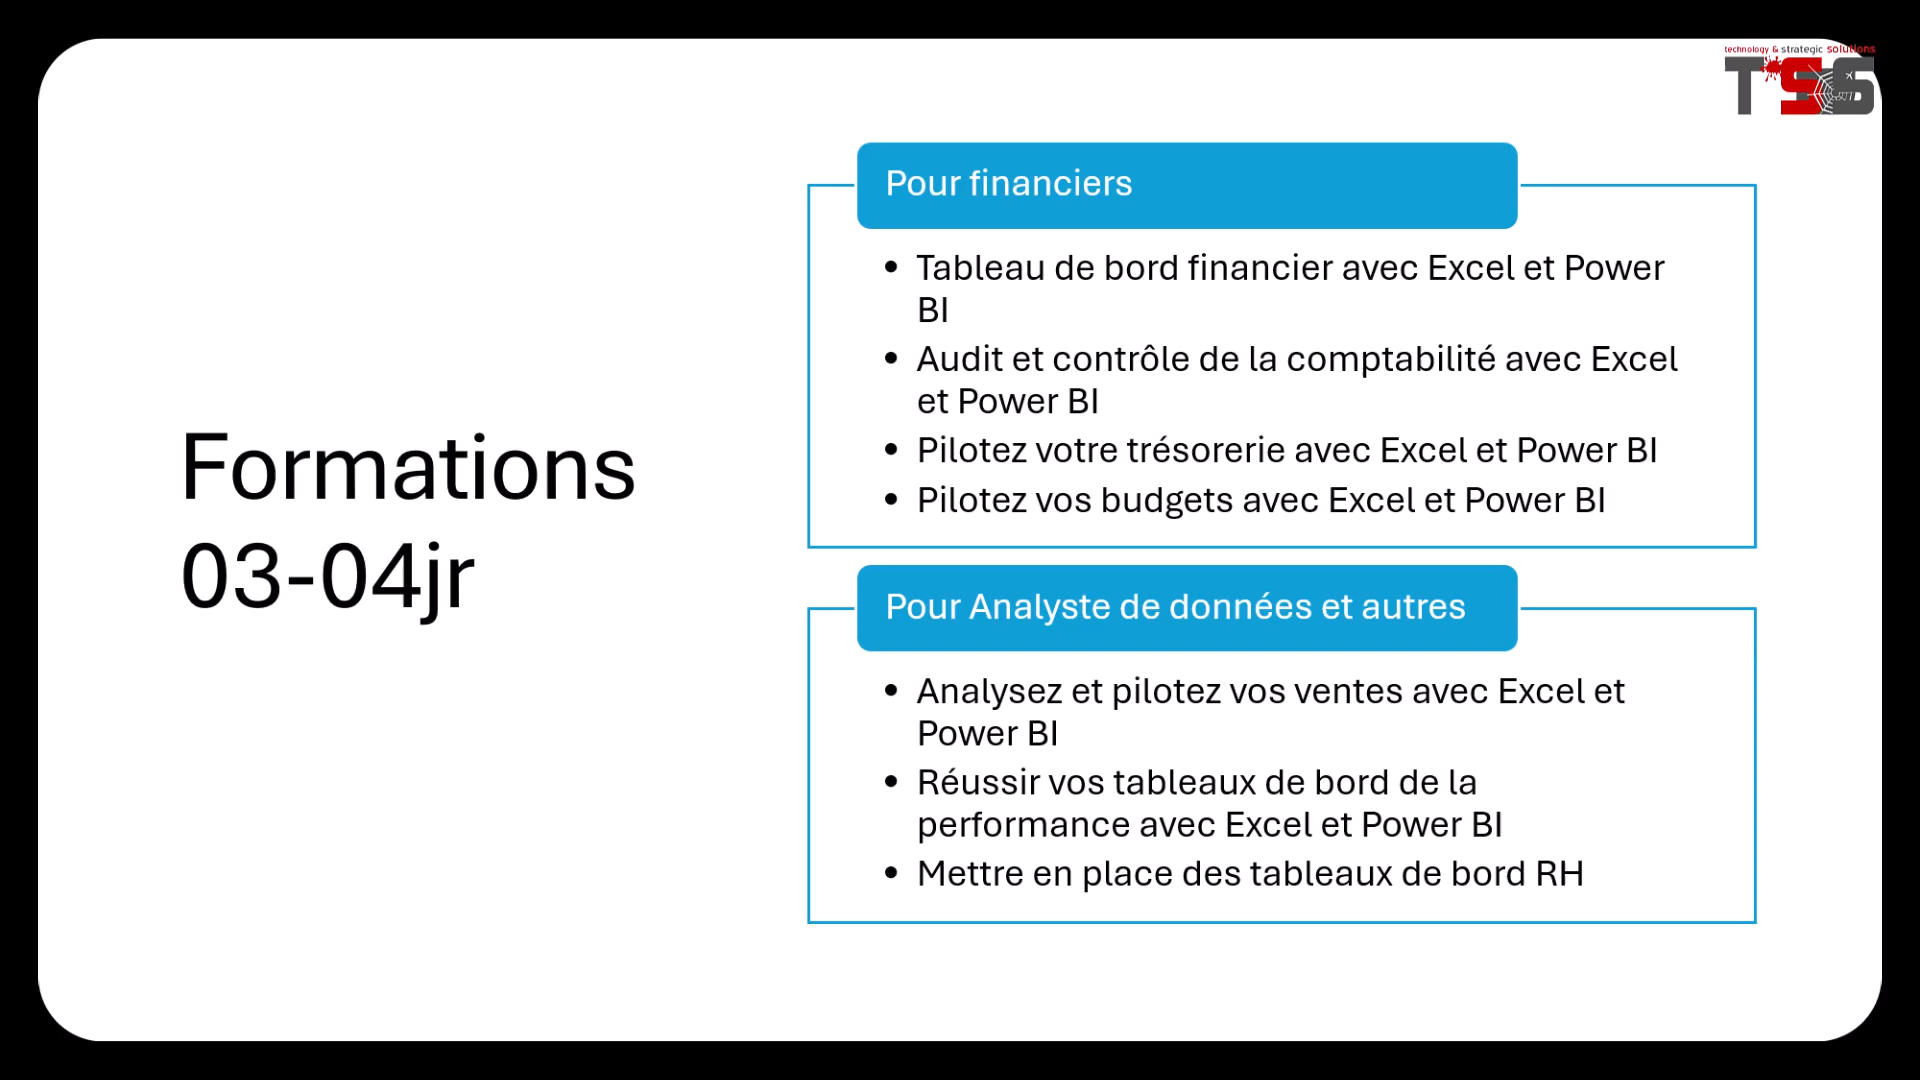 technology & strategic solutions
TSS
Pour financiers
Tableau de bord financier avec Excel et Power
BI
Audit et contrôle de la comptabilité avec Excel
et Power BI
Pilotez votre trésorerie avec Excel et Power BI
Pilotez vos budgets avec Excel et Power BI
Formations
03-04jr
Pour Analyste de données et autres
Analysez et pilotez vos ventes avec Excel et
Power BI
Réussir vos tableaux de bord de la
performance avec Excel et Power BI
Mettre en place des tableaux de bord RH